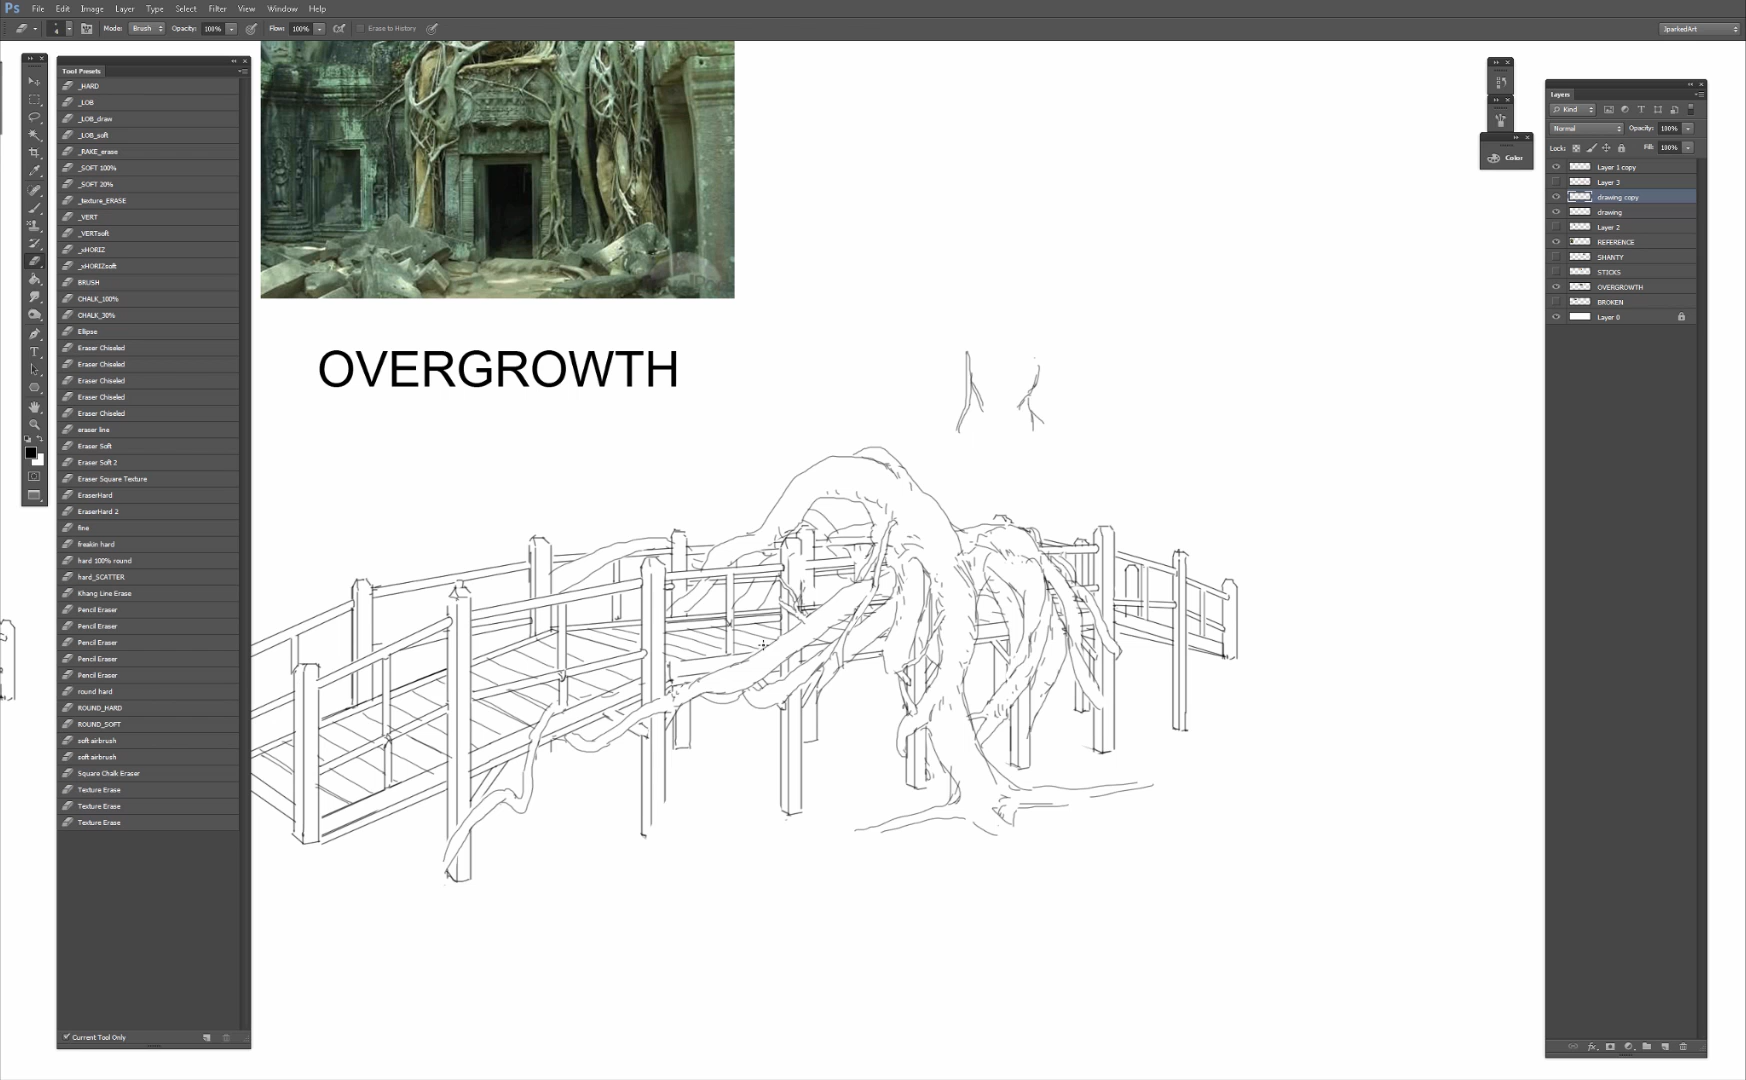 Ps File Edit Image Layer Type Select Filter View Window Help
4 Mode: Brush Opacity: 100% Flow: 100% Erase to History JparkedArt
Tool Presets
_HARD
_LOB
_LOB_draw
_LOB_soft
_RAKE_erase
_SOFT 100%
_SOFT 20%
_texture_ERASE
_VERT
_VERTsoft
_xHORIZ
_xHORIZsoft
BRUSH
CHALK_100%
CHALK_30%
Ellipse
Eraser Chiseled
Eraser Chiseled
Eraser Chiseled
Eraser Chiseled
Eraser Chiseled
eraser line
Eraser Soft
Eraser Soft 2
Eraser Square Texture
EraserHard
EraserHard 2
fine
freakin hard
hard 100% round
hard_SCATTER
Khang Line Erase
Pencil Eraser
Pencil Eraser
Pencil Eraser
Pencil Eraser
Pencil Eraser
round hard
ROUND_HARD
ROUND_SOFT
soft airbrush
soft airbrush
Square Chalk Eraser
Texture Erase
Texture Erase
Texture Erase
Current Tool Only
OVERGROWTH
Color
Layers
Kind
Normal Opacity: 100%
Lock: Fill: 100%
Layer 1 copy
Layer 3
drawing copy
drawing
Layer 2
REFERENCE
SHANTY
STICKS
OVERGROWTH
BROKEN
Layer 0
fx